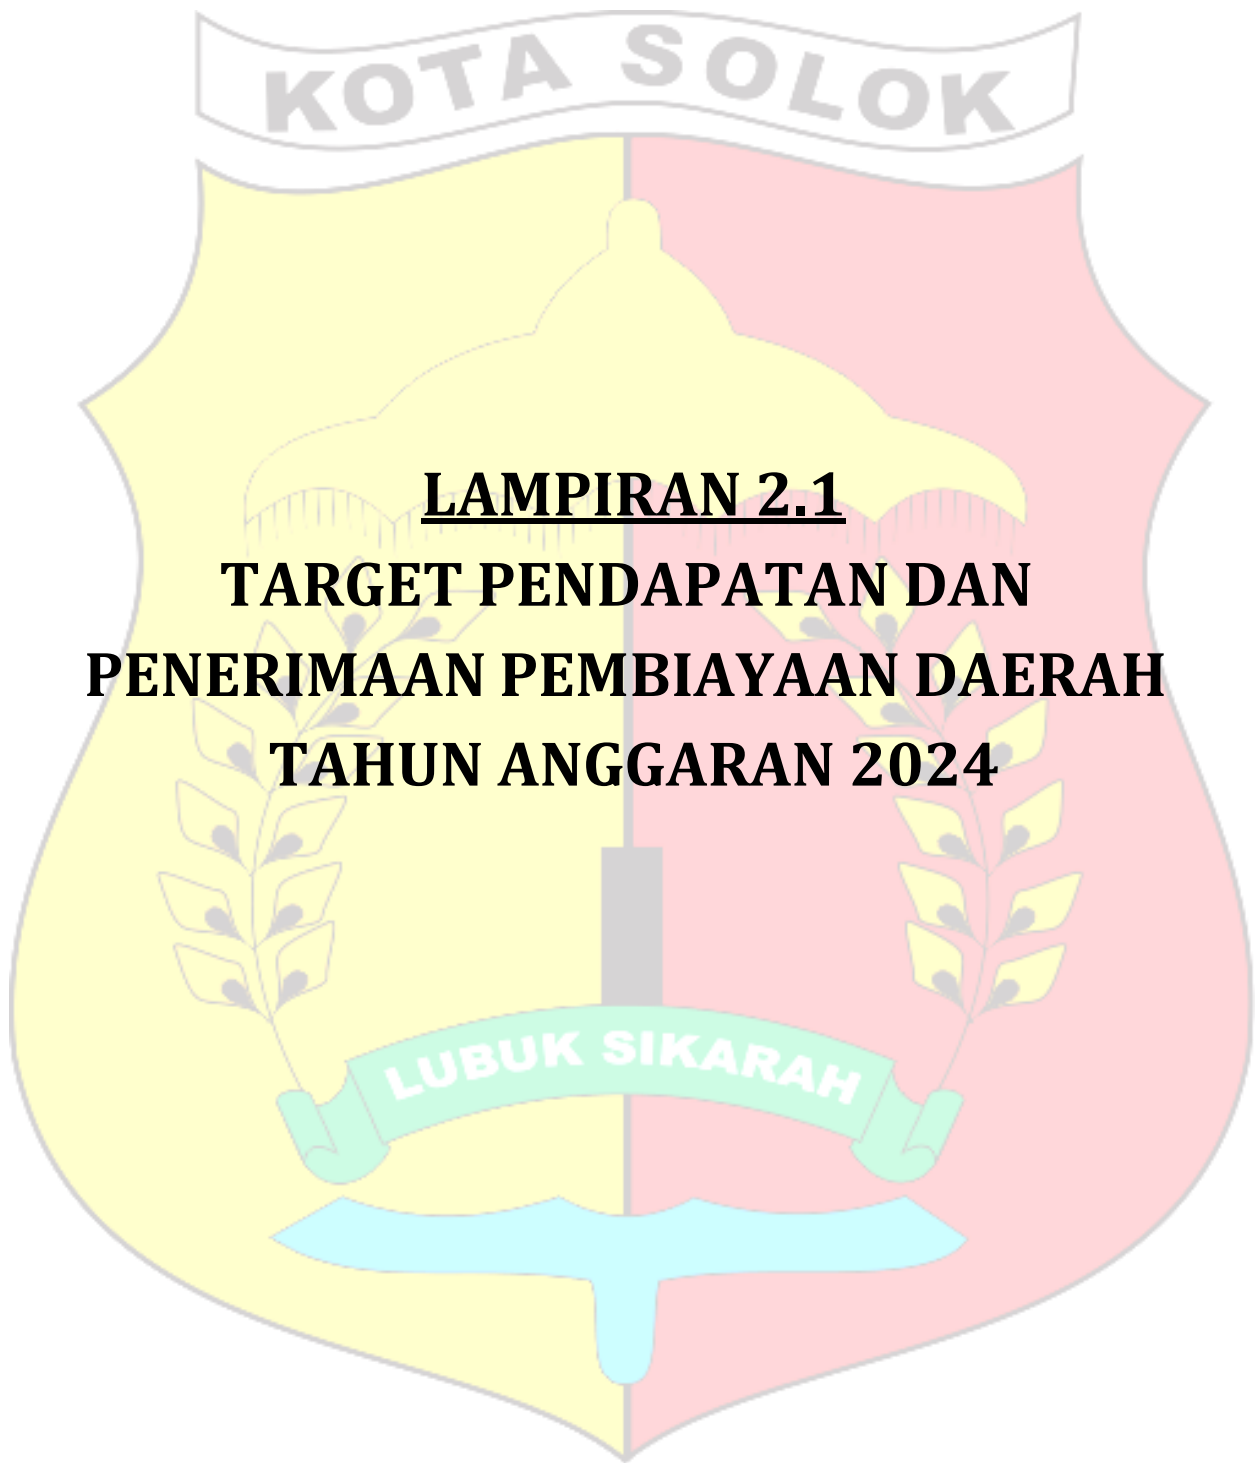 KOTA SOLOK
LAMPIRAN 2.1
TARGET PENDAPATAN DAN
PENERIMAAN PEMBIAYAAN DAERAH
TAHUN ANGGARAN 2024
LUBUK SIKARAH